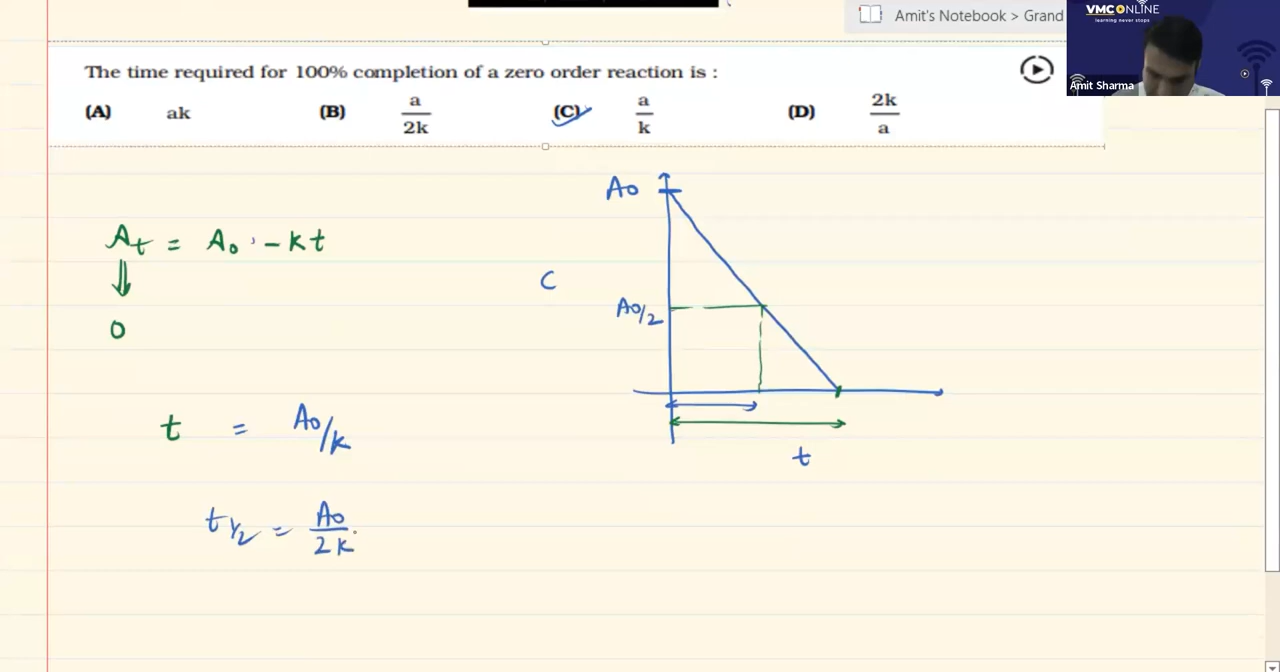 Amit's Notebook > Grand
VMC ONLINE
learning never stops
Amit Sharma
The time required for 100% completion of a zero order reaction is :
(A) ak (B) a/2k (C) a/k (D) 2k/a
A₀
Aₜ = A₀ - kt
C
A₀/2
0
t = A₀/k
t
t½ = A₀/2k